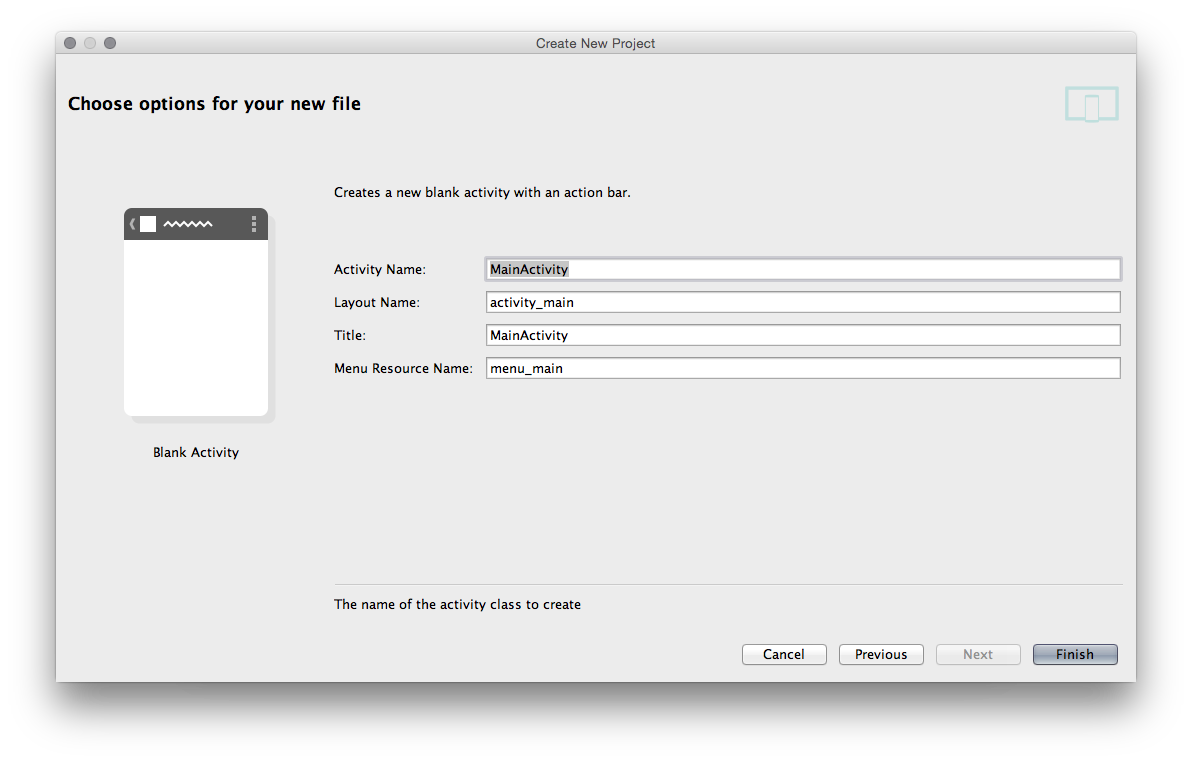 Create New Project
Choose options for your new file
Creates a new blank activity with an action bar.
Activity Name: MainActivity
Layout Name: activity_main
Title: MainActivity
Menu Resource Name: menu_main
Blank Activity
The name of the activity class to create
Cancel Previous Next Finish